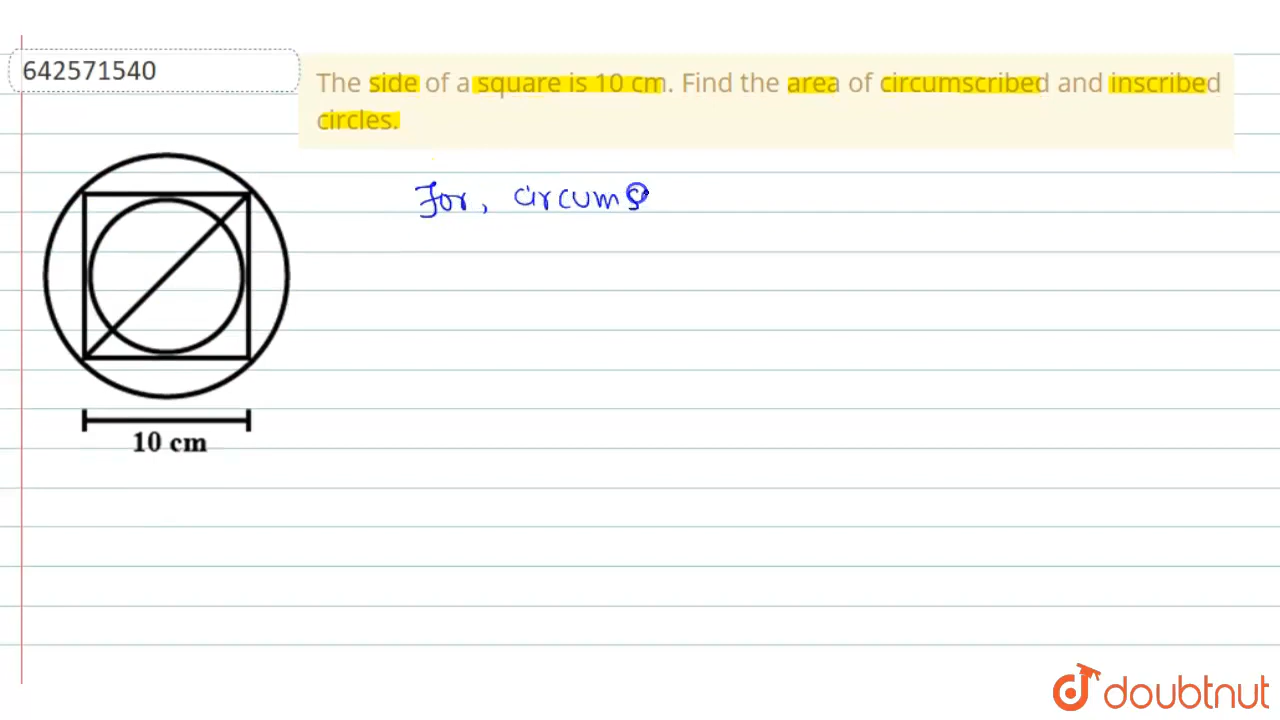 642571540
The side of a square is 10 cm. Find the area of circumscribed and inscribed
circles.
For, circum
10 cm
doubtnut